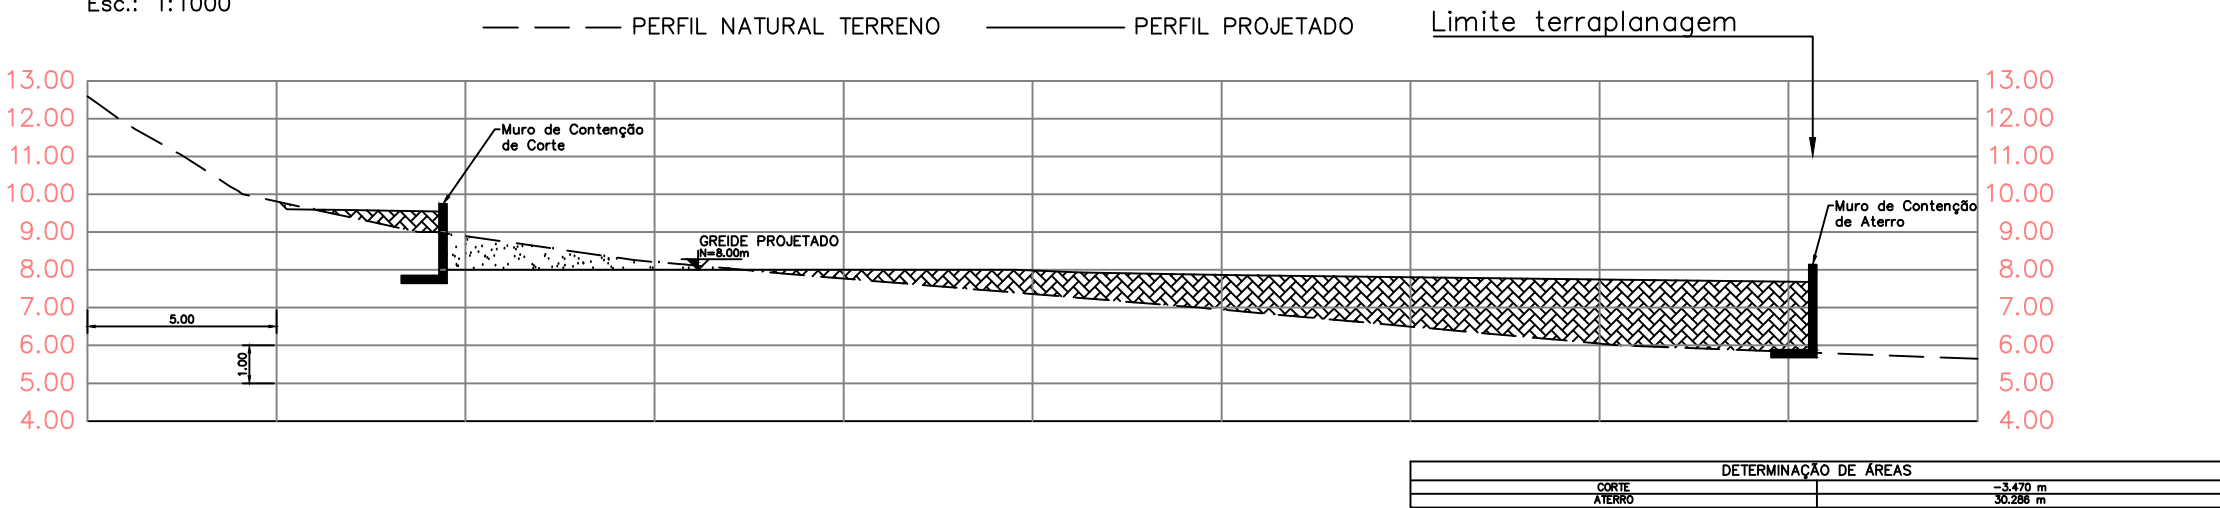 Esc.: 1:1000
PERFIL NATURAL TERRENO
PERFIL PROJETADO
Limite terraplanagem
13.00
12.00
11.00
10.00
9.00
8.00
7.00
6.00
5.00
4.00
Muro de Contenção
de Corte
GREIDE PROJETADO
N=8.00m
Muro de Contenção
de Aterro
5.00
1.00
13.00
12.00
11.00
10.00
9.00
8.00
7.00
6.00
5.00
4.00
DETERMINAÇÃO DE ÁREAS
CORTE -3.470 m
ATERRO 30.286 m